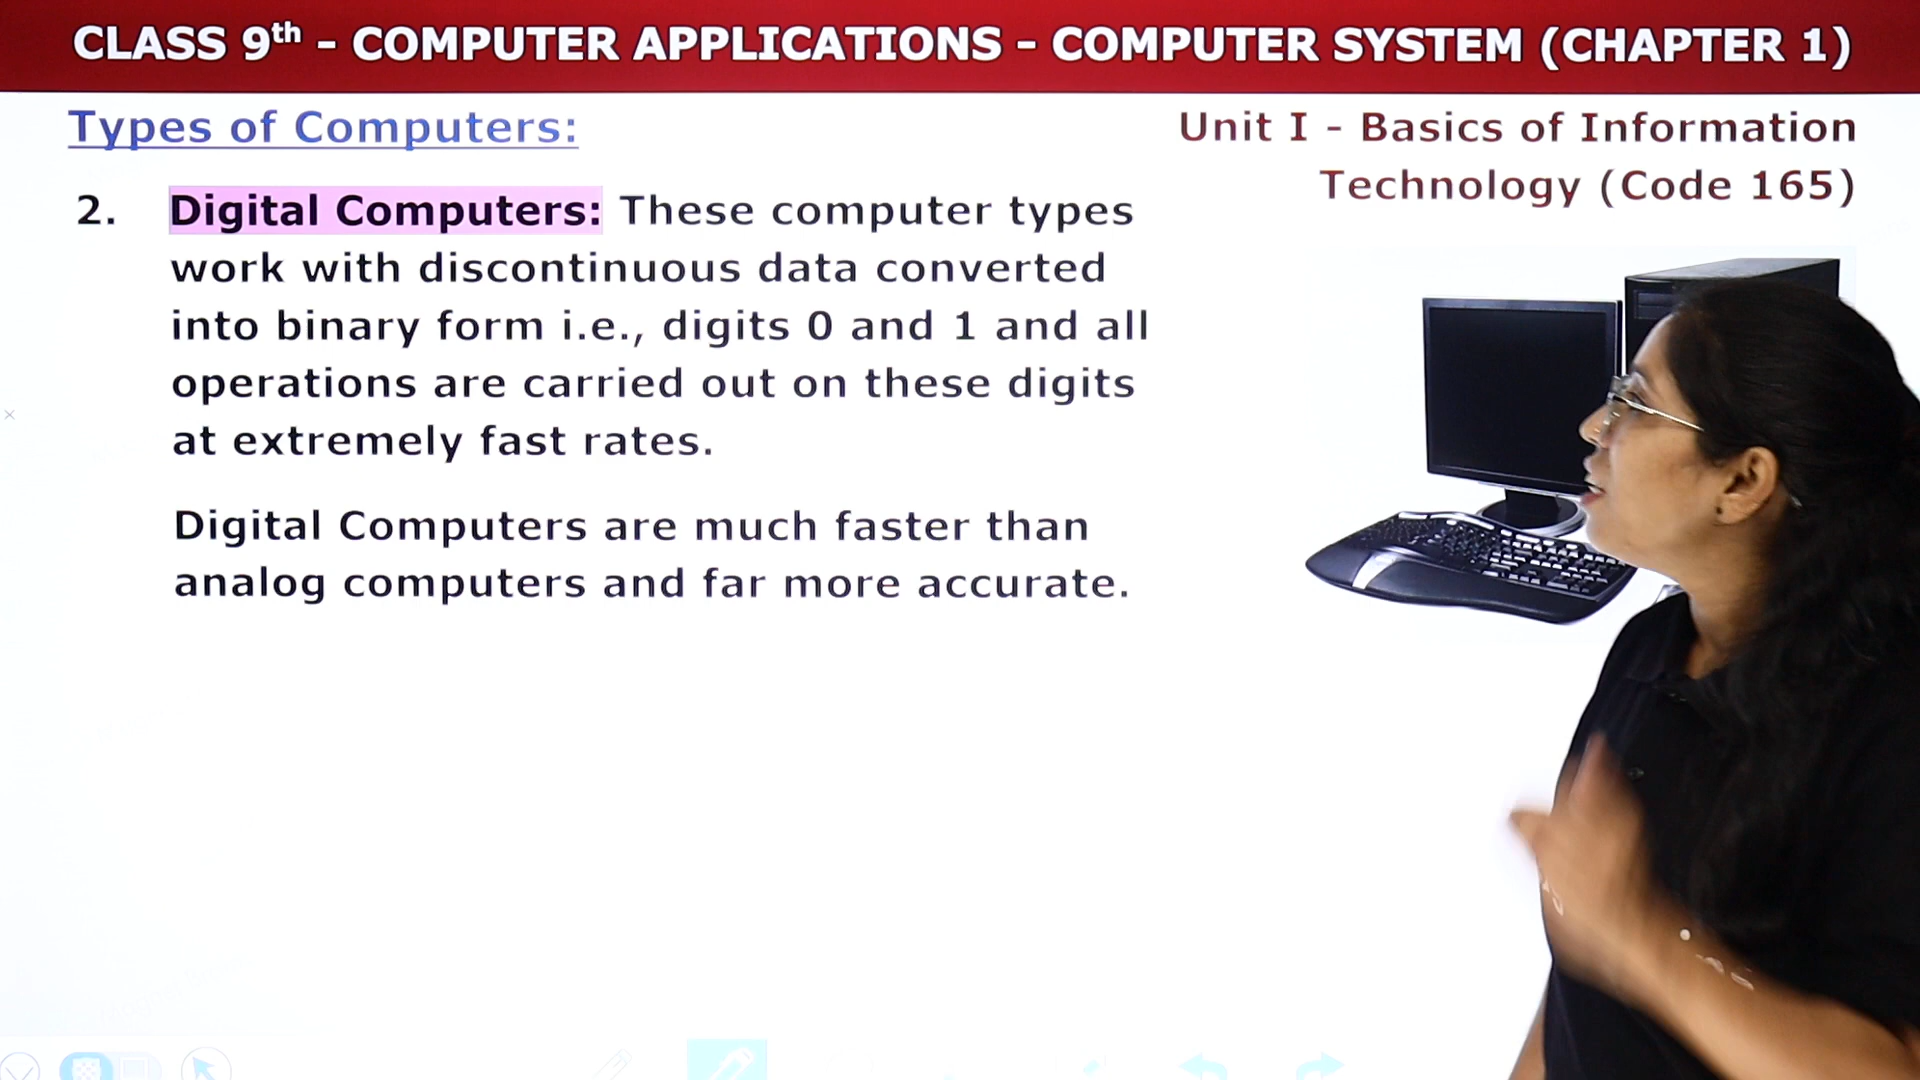 CLASS 9th - COMPUTER APPLICATIONS - COMPUTER SYSTEM (CHAPTER 1)
Types of Computers:
Unit I - Basics of Information
Technology (Code 165)
2. Digital Computers: These computer types
work with discontinuous data converted
into binary form i.e., digits 0 and 1 and all
operations are carried out on these digits
at extremely fast rates.
Digital Computers are much faster than
analog computers and far more accurate.